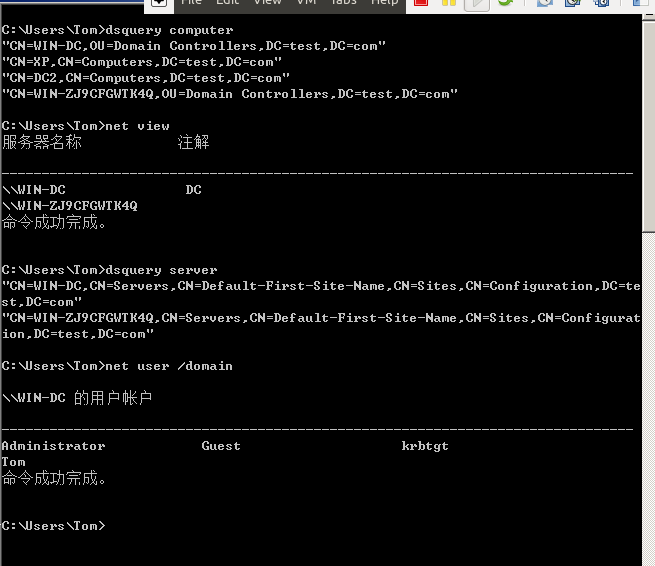 File Edit View VM Tabs Help
C:\Users\Tom>dsquery computer
"CN=WIN-DC,OU=Domain Controllers,DC=test,DC=com"
"CN=XP,CN=Computers,DC=test,DC=com"
"CN=DC2,CN=Computers,DC=test,DC=com"
"CN=WIN-ZJ9CFGWTK4Q,OU=Domain Controllers,DC=test,DC=com"
C:\Users\Tom>net view
服务器名称 注解
-------------------------------------------------------------------------------
\\WIN-DC DC
\\WIN-ZJ9CFGWTK4Q
命令成功完成。
C:\Users\Tom>dsquery server
"CN=WIN-DC,CN=Servers,CN=Default-First-Site-Name,CN=Sites,CN=Configuration,DC=te
st,DC=com"
"CN=WIN-ZJ9CFGWTK4Q,CN=Servers,CN=Default-First-Site-Name,CN=Sites,CN=Configurat
ion,DC=test,DC=com"
C:\Users\Tom>net user /domain
\\WIN-DC 的用户帐户
-------------------------------------------------------------------------------
Administrator Guest krbtgt
Tom
命令成功完成。
C:\Users\Tom>